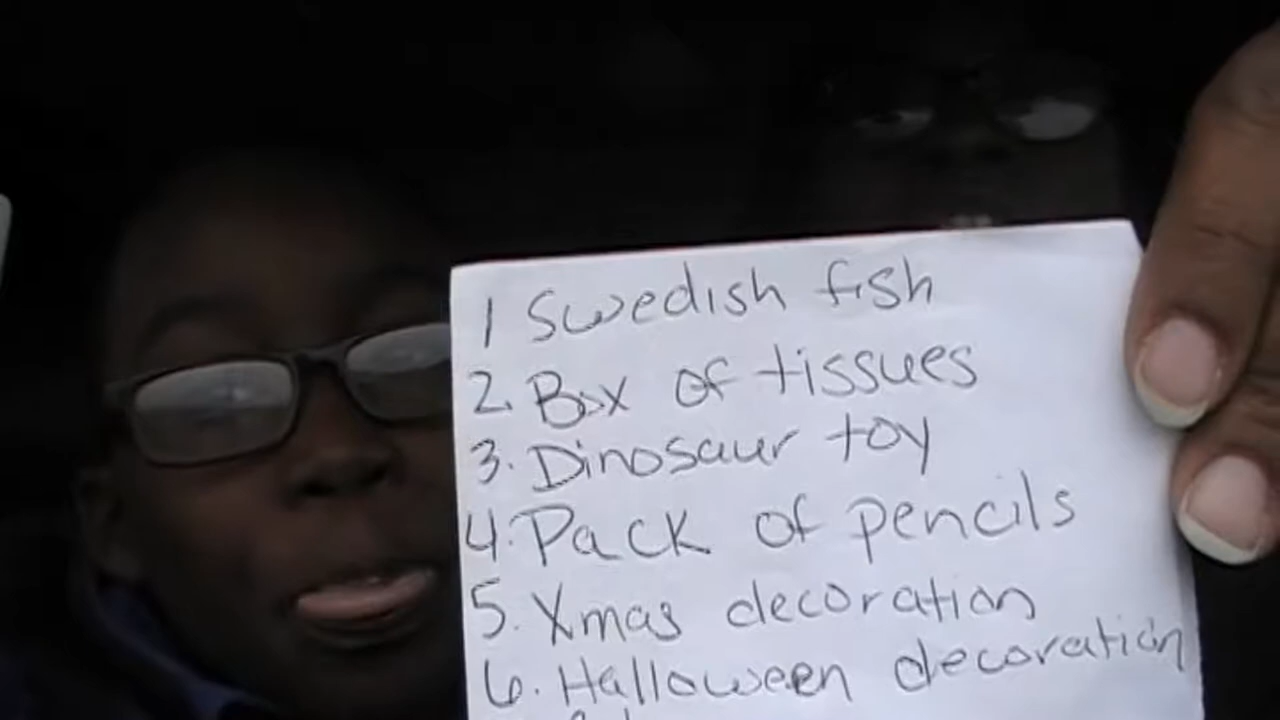 1 Swedish fish
2. Box of tissues
3. Dinosaur toy
4. Pack of pencils
5. Xmas decoration
6. Halloween decoration